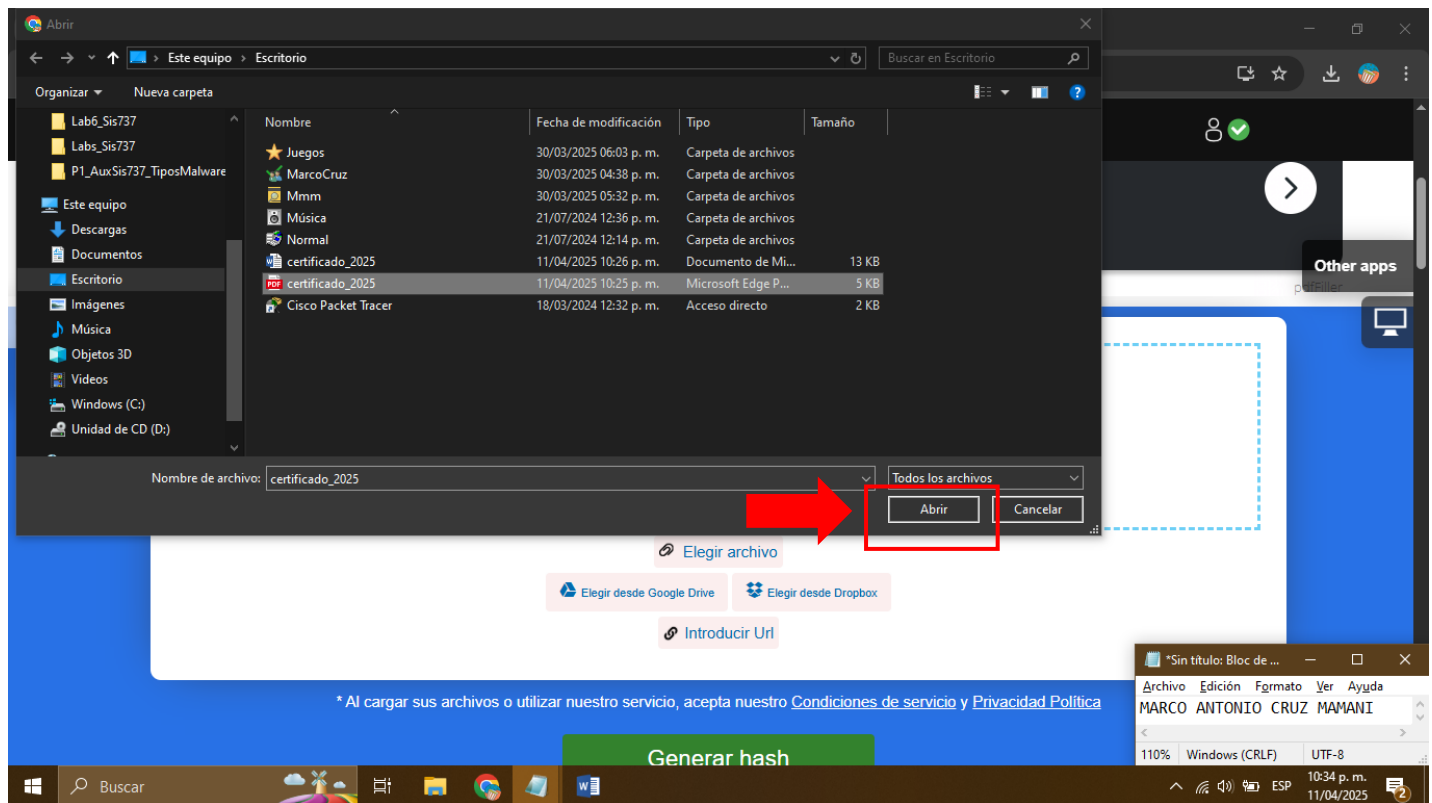 Abrir
Este equipo > Escritorio
Buscar en Escritorio
Organizar
Nueva carpeta
Lab6_Sis737
Labs_Sis737
P1_AuxSis737_TiposMalware
Este equipo
Descargas
Documentos
Escritorio
Imágenes
Música
Objetos 3D
Videos
Windows (C:)
Unidad de CD (D:)
Nombre Fecha de modificación Tipo Tamaño
Juegos 30/03/2025 06:03 p. m. Carpeta de archivos
MarcoCruz 30/03/2025 04:38 p. m. Carpeta de archivos
Mmm 30/03/2025 05:32 p. m. Carpeta de archivos
Música 21/07/2024 12:36 p. m. Carpeta de archivos
Normal 21/07/2024 12:14 p. m. Carpeta de archivos
certificado_2025 11/04/2025 10:26 p. m. Documento de Mi... 13 KB
PDF certificado_2025 11/04/2025 10:25 p. m. Microsoft Edge P... 5 KB
Cisco Packet Tracer 18/03/2024 12:32 p. m. Acceso directo 2 KB
Nombre de archivo: certificado_2025
Todos los archivos
Abrir
Cancelar
Other apps
pdfFiller
Elegir archivo
Elegir desde Google Drive
Elegir desde Dropbox
Introducir Url
* Al cargar sus archivos o utilizar nuestro servicio, acepta nuestro Condiciones de servicio y Privacidad Política
Generar hash
*Sin título: Bloc de ...
Archivo Edición Formato Ver Ayuda
MARCO ANTONIO CRUZ MAMANI
110% Windows (CRLF) UTF-8
Buscar
ESP
10:34 p. m.
11/04/2025
2